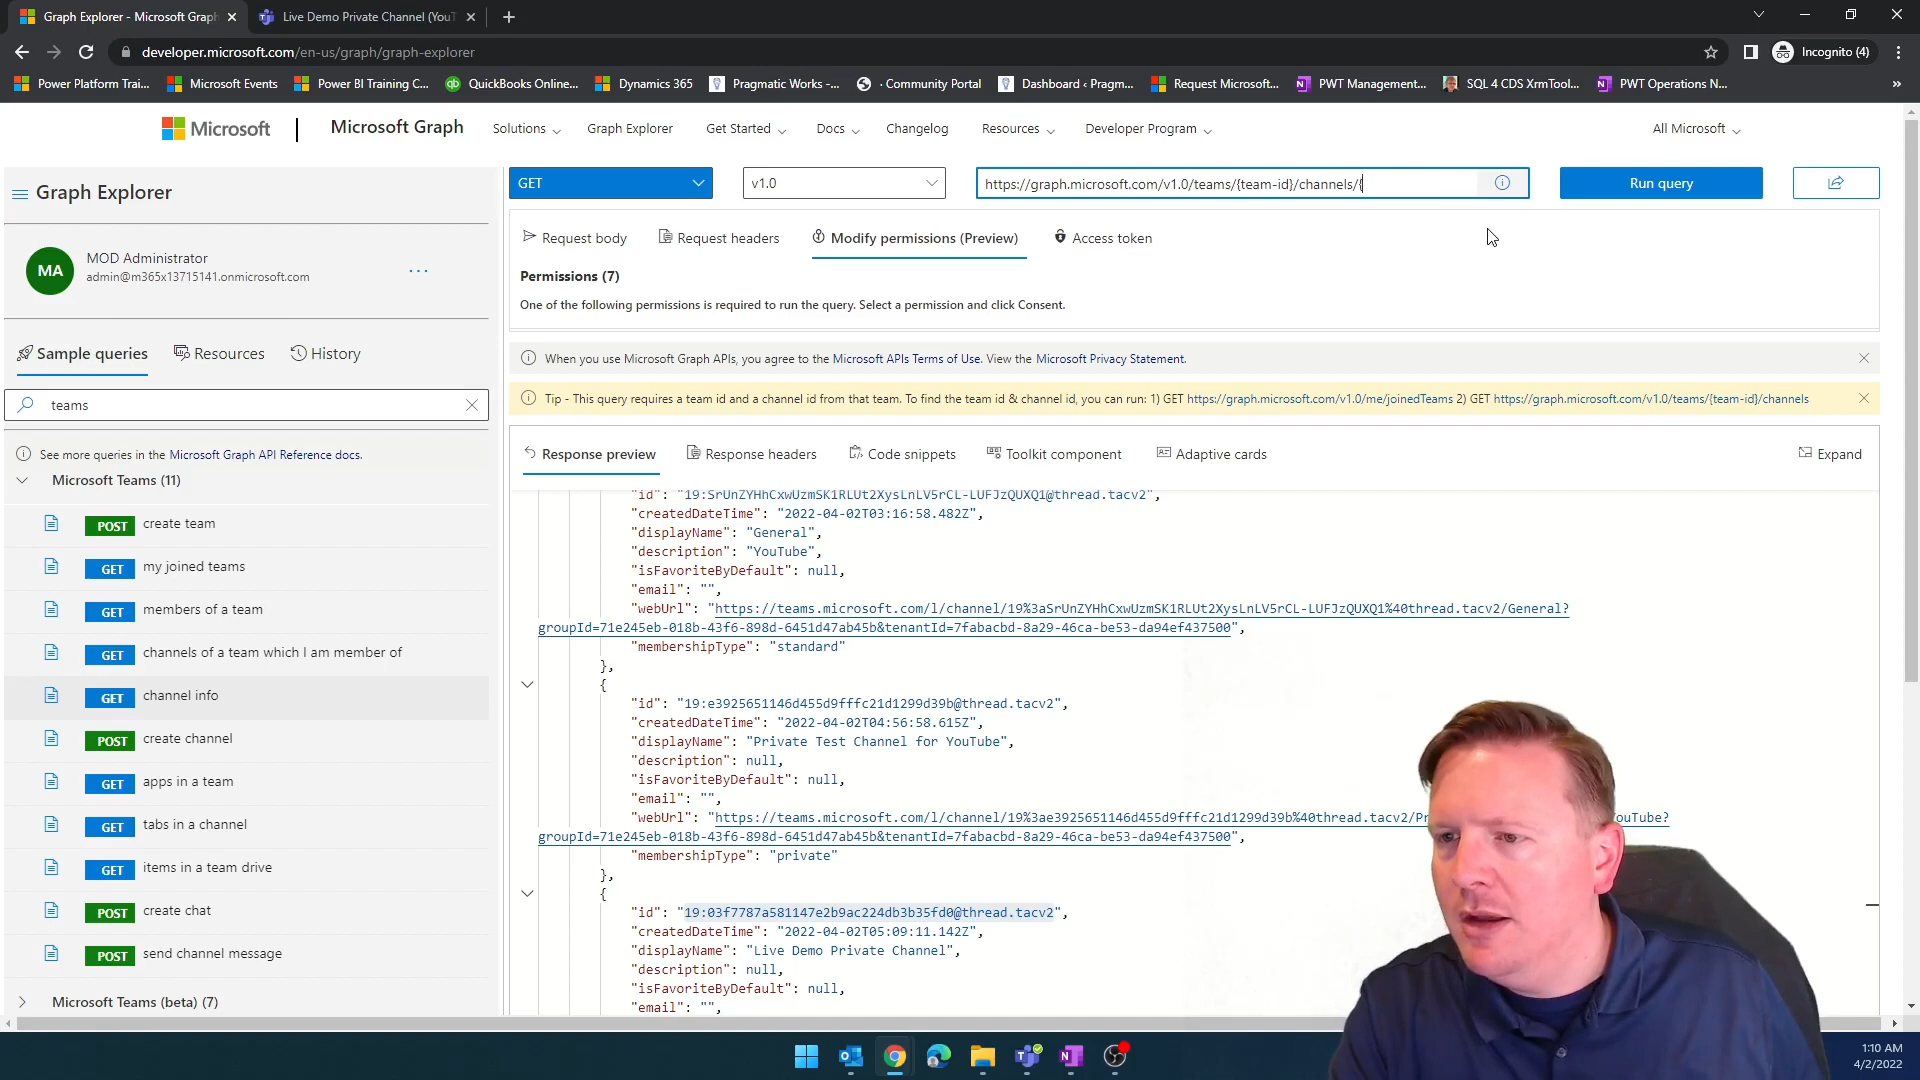 Graph Explorer - Microsoft Graph
Live Demo Private Channel (YouT
developer.microsoft.com/en-us/graph/graph-explorer
Incognito (4)
Power Platform Trai...
Microsoft Events
Power BI Training C...
QuickBooks Online...
Dynamics 365
Pragmatic Works -...
· Community Portal
Dashboard ‹ Pragm...
Request Microsoft...
PWT Management...
SQL 4 CDS XrmTool...
PWT Operations N...
»
Microsoft
Microsoft Graph
Solutions
Graph Explorer
Get Started
Docs
Changelog
Resources
Developer Program
All Microsoft
Graph Explorer
GET
v1.0
https://graph.microsoft.com/v1.0/teams/{team-id}/channels/{
Run query
MA
MOD Administrator
admin@m365x13715141.onmicrosoft.com
...
Request body
Request headers
Modify permissions (Preview)
Access token
Permissions (7)
One of the following permissions is required to run the query. Select a permission and click Consent.
Sample queries
Resources
History
When you use Microsoft Graph APIs, you agree to the Microsoft APIs Terms of Use. View the Microsoft Privacy Statement.
teams
Tip - This query requires a team id and a channel id from that team. To find the team id & channel id, you can run: 1) GET https://graph.microsoft.com/v1.0/me/joinedTeams 2) GET https://graph.microsoft.com/v1.0/teams/{team-id}/channels
See more queries in the Microsoft Graph API Reference docs.
Microsoft Teams (11)
POST create team
GET my joined teams
GET members of a team
GET channels of a team which I am member of
GET channel info
POST create channel
GET apps in a team
GET tabs in a channel
GET items in a team drive
POST create chat
POST send channel message
Microsoft Teams (beta) (7)
Response preview
Response headers
Code snippets
Toolkit component
Adaptive cards
Expand
"id": "19:SrUnZYHhCxwUzmSK1RLUt2XysLnLV5rCL-LUFJzQUXQ1@thread.tacv2",
"createdDateTime": "2022-04-02T03:16:58.482Z",
"displayName": "General",
"description": "YouTube",
"isFavoriteByDefault": null,
"email": "",
"webUrl": "https://teams.microsoft.com/l/channel/19%3aSrUnZYHhCxwUzmSK1RLUt2XysLnLV5rCL-LUFJzQUXQ1%40thread.tacv2/General?
groupId=71e245eb-018b-43f6-898d-6451d47ab45b&tenantId=7fabacbd-8a29-46ca-be53-da94ef437500",
"membershipType": "standard"
},
{
"id": "19:e3925651146d455d9fffc21d1299d39b@thread.tacv2",
"createdDateTime": "2022-04-02T04:56:58.615Z",
"displayName": "Private Test Channel for YouTube",
"description": null,
"isFavoriteByDefault": null,
"email": "",
"webUrl": "https://teams.microsoft.com/l/channel/19%3ae3925651146d455d9fffc21d1299d39b%40thread.tacv2/Pr ouTube?
groupId=71e245eb-018b-43f6-898d-6451d47ab45b&tenantId=7fabacbd-8a29-46ca-be53-da94ef437500",
"membershipType": "private"
},
{
"id": "19:03f7787a581147e2b9ac224db3b35fd0@thread.tacv2",
"createdDateTime": "2022-04-02T05:09:11.142Z",
"displayName": "Live Demo Private Channel",
"description": null,
"isFavoriteByDefault": null,
"email": "",
1:10 AM
4/2/2022